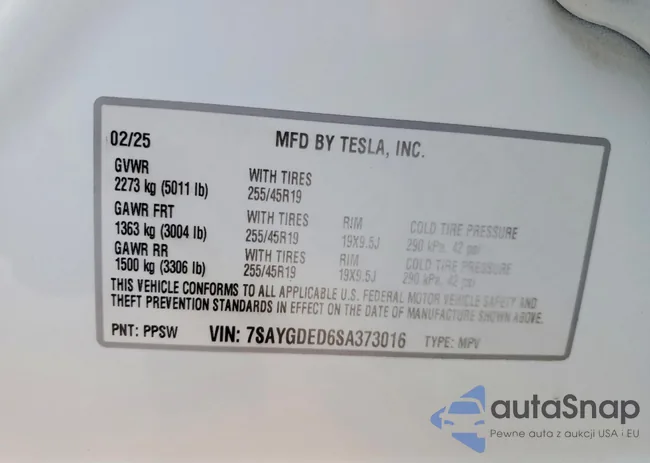 02/25 MFD BY TESLA, INC.
GVWR
2273 kg (5011 lb) WITH TIRES 255/45R19
GAWR FRT
1363 kg (3004 lb) WITH TIRES 255/45R19 RIM 19X9.5J COLD TIRE PRESSURE 290 kPa, 42 psi
GAWR RR
1500 kg (3306 lb) WITH TIRES 255/45R19 RIM 19X9.5J COLD TIRE PRESSURE 290 kPa, 42 psi
THIS VEHICLE CONFORMS TO ALL APPLICABLE U.S. FEDERAL MOTOR VEHICLE SAFETY AND
THEFT PREVENTION STANDARDS IN EFFECT ON THE DATE OF MANUFACTURE SHOWN ABOVE.
PNT: PPSW VIN: 7SAYGDED6SA373016 TYPE: MPV
autaSnap
Pewne auta z aukcji USA i EU